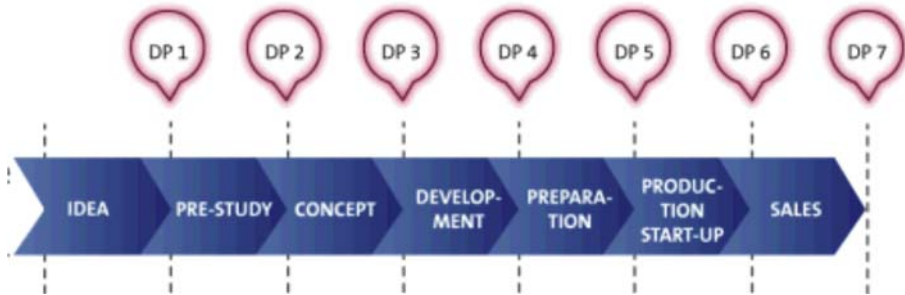 DP 1
DP 2
DP 3
DP 4
DP 5
DP 6
DP 7
IDEA
PRE-STUDY
CONCEPT
DEVELOP-
MENT
PREPARA-
TION
PRODUC-
TION
START-UP
SALES